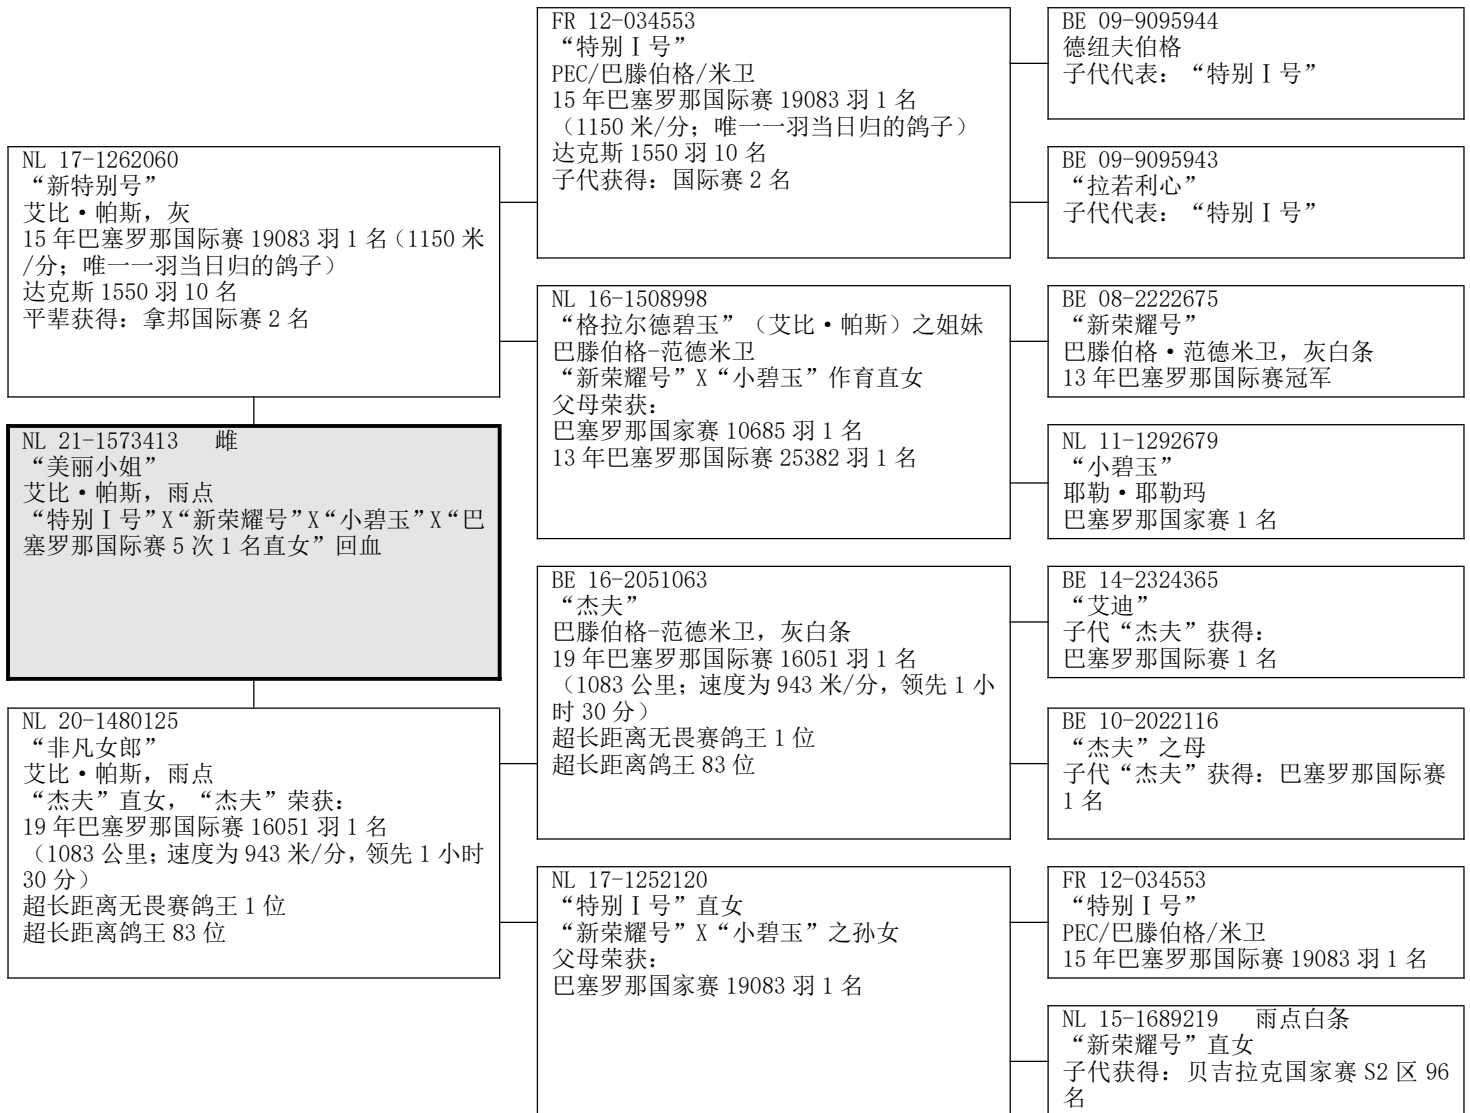 NL 17-1262060
“新特别号”
艾比•帕斯，灰
15 年巴塞罗那国际赛 19083 羽 1 名（1150 米
/分；唯一一羽当日归的鸽子）
达克斯 1550 羽 10 名
平辈获得：拿邦国际赛 2 名
NL 21-1573413 雌
“美丽小姐”
艾比•帕斯，雨点
“特别Ⅰ号”X“新荣耀号”X“小碧玉”X“巴
塞罗那国际赛 5 次 1 名直女”回血
NL 20-1480125
“非凡女郎”
艾比•帕斯，雨点
“杰夫”直女，“杰夫”荣获：
19 年巴塞罗那国际赛 16051 羽 1 名
（1083 公里；速度为 943 米/分，领先 1 小时
30 分）
超长距离无畏赛鸽王 1 位
超长距离鸽王 83 位
FR 12-034553
“特别Ⅰ号”
PEC/巴滕伯格/米卫
15 年巴塞罗那国际赛 19083 羽 1 名
（1150 米/分；唯一一羽当日归的鸽子）
达克斯 1550 羽 10 名
子代获得：国际赛 2 名
NL 16-1508998
“格拉尔德碧玉”（艾比•帕斯）之姐妹
巴滕伯格-范德米卫
“新荣耀号”X“小碧玉”作育直女
父母荣获：
巴塞罗那国家赛 10685 羽 1 名
13 年巴塞罗那国际赛 25382 羽 1 名
BE 16-2051063
“杰夫”
巴滕伯格-范德米卫，灰白条
19 年巴塞罗那国际赛 16051 羽 1 名
（1083 公里；速度为 943 米/分，领先 1 小
时 30 分）
超长距离无畏赛鸽王 1 位
超长距离鸽王 83 位
NL 17-1252120
“特别Ⅰ号”直女
“新荣耀号”X“小碧玉”之孙女
父母荣获：
巴塞罗那国家赛 19083 羽 1 名
BE 09-9095944
德纽夫伯格
子代代表：“特别Ⅰ号”
BE 09-9095943
“拉若利心”
子代代表：“特别Ⅰ号”
BE 08-2222675
“新荣耀号”
巴滕伯格•范德米卫，灰白条
13 年巴塞罗那国际赛冠军
NL 11-1292679
“小碧玉”
耶勒•耶勒玛
巴塞罗那国家赛 1 名
BE 14-2324365
“艾迪”
子代“杰夫”获得：
巴塞罗那国际赛 1 名
BE 10-2022116
“杰夫”之母
子代“杰夫”获得：巴塞罗那国际赛
1 名
FR 12-034553
“特别Ⅰ号”
PEC/巴滕伯格/米卫
15 年巴塞罗那国际赛 19083 羽 1 名
NL 15-1689219 雨点白条
“新荣耀号”直女
子代获得：贝吉拉克国家赛 S2 区 96
名